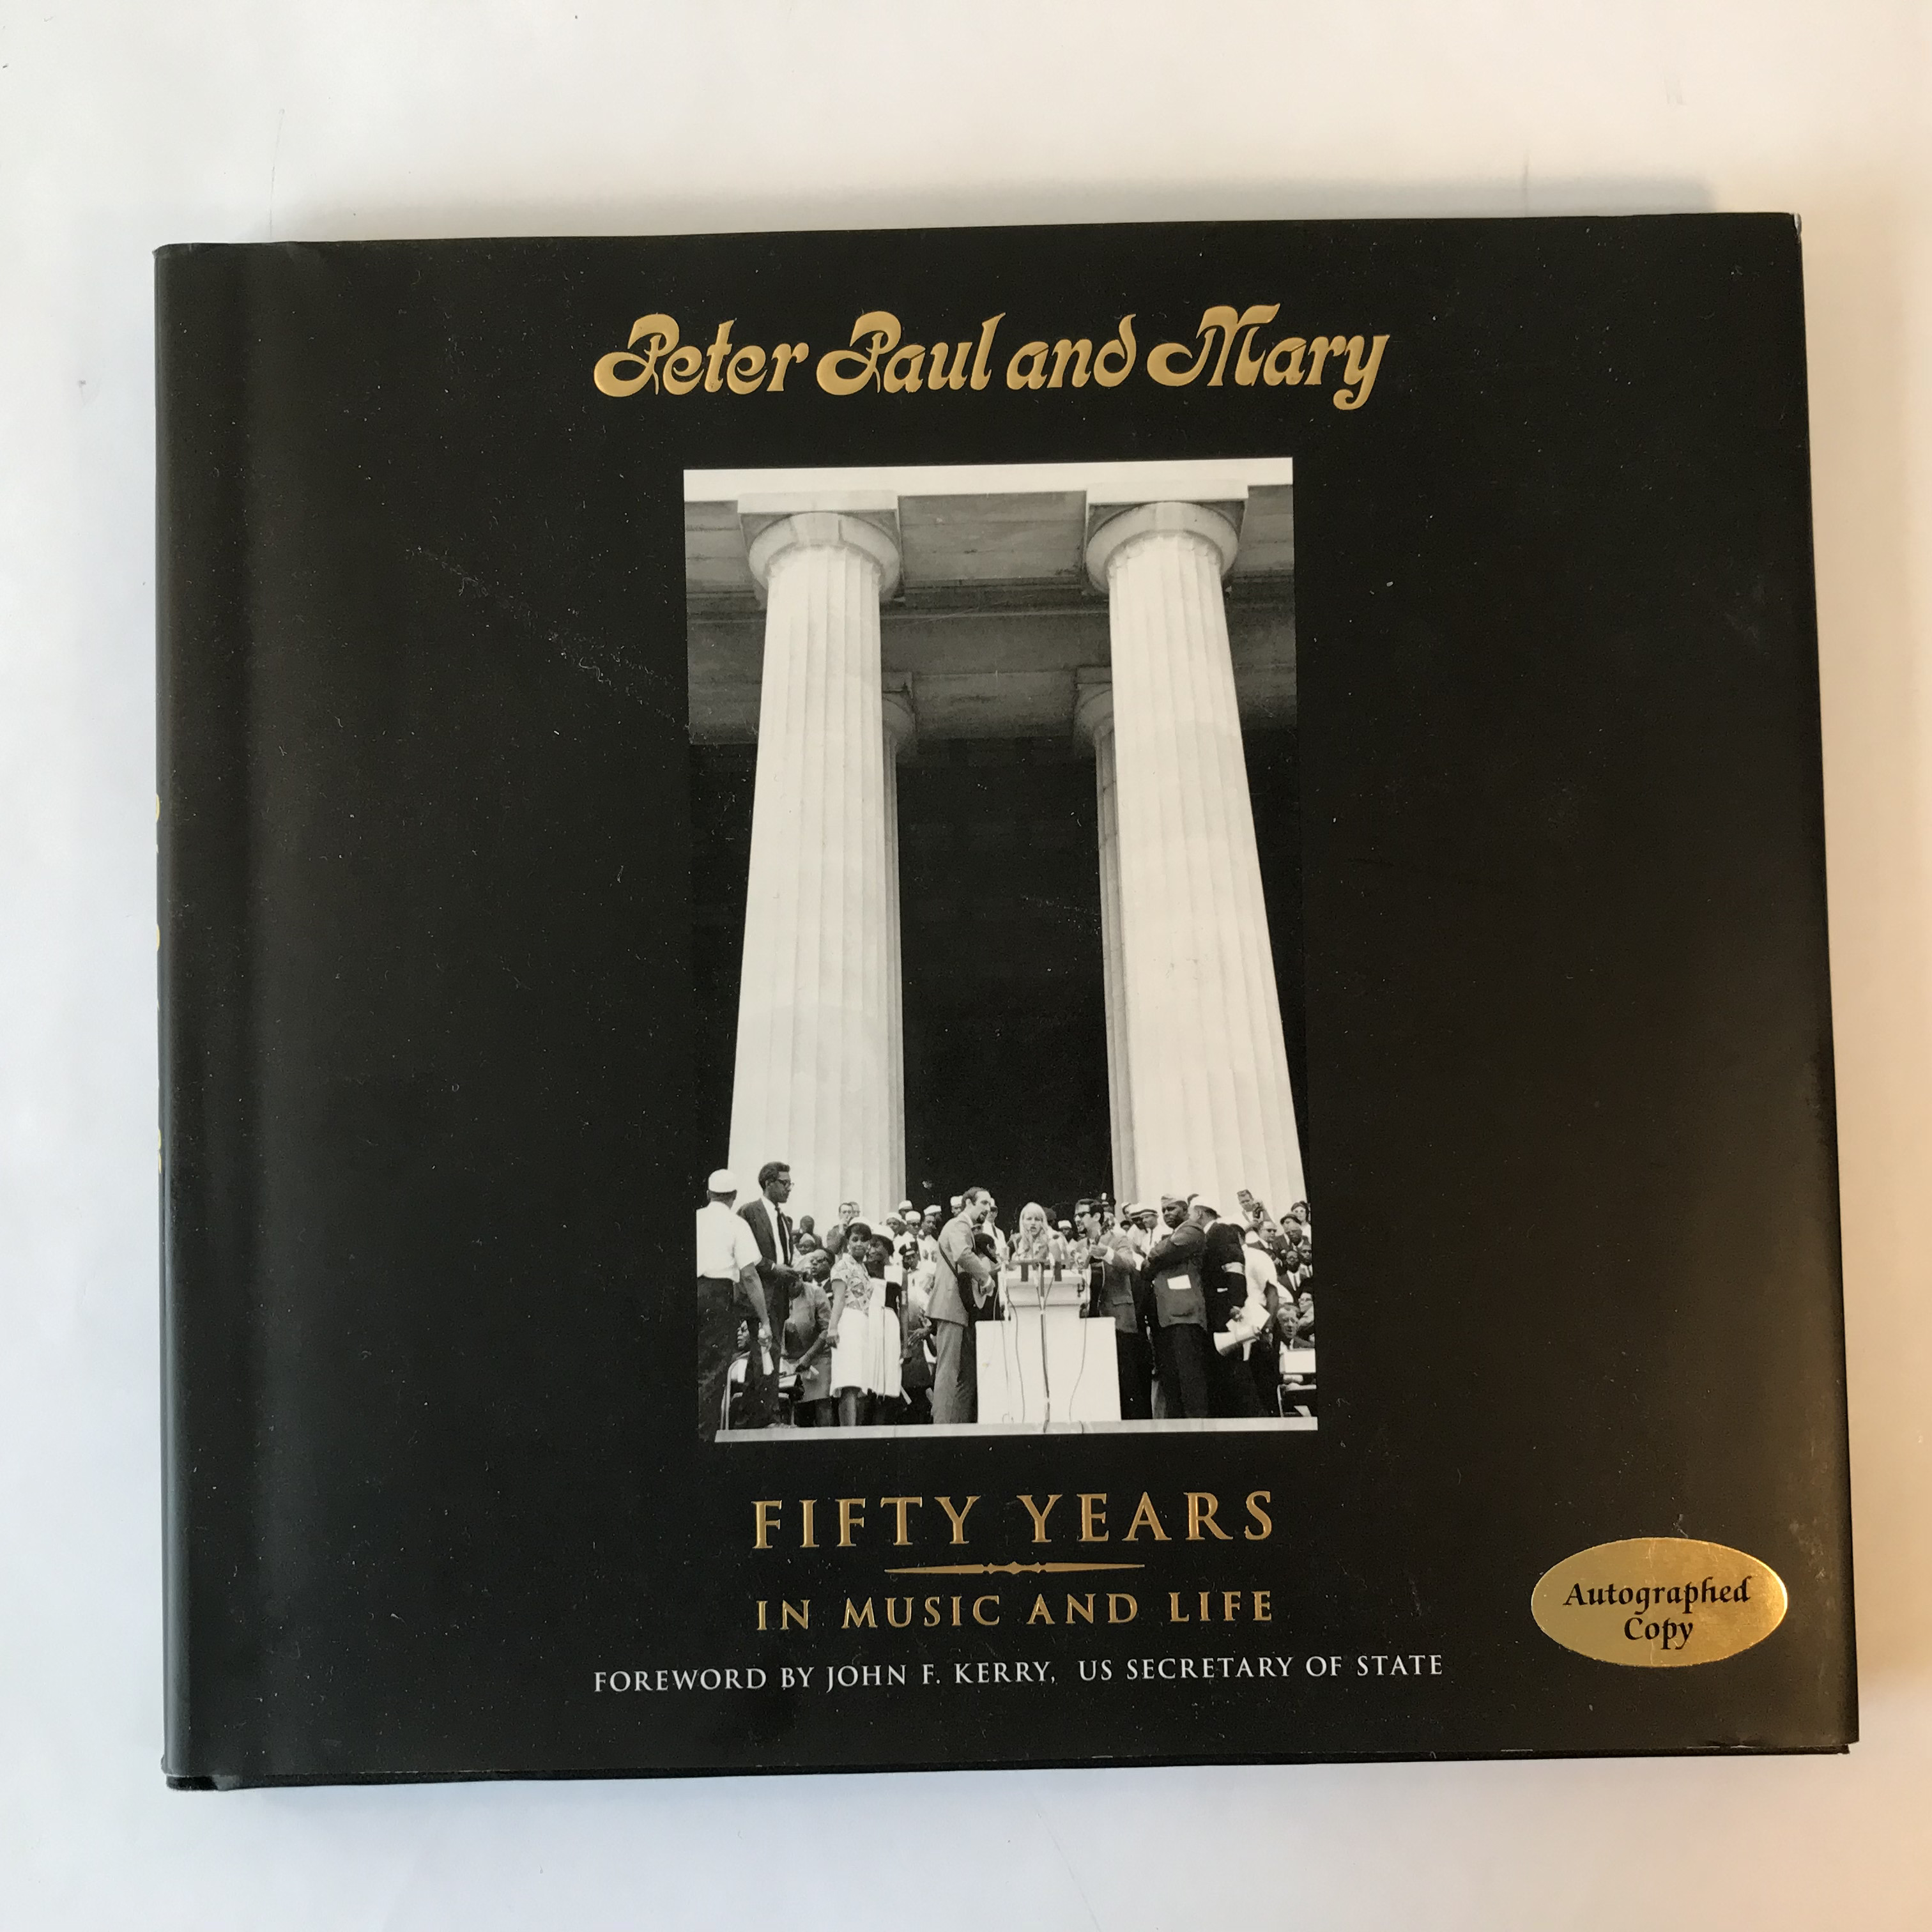 Peter Paul and Mary
FIFTY YEARS
IN MUSIC AND LIFE
FOREWORD BY JOHN F. KERRY, US SECRETARY OF STATE
Autographed
Copy